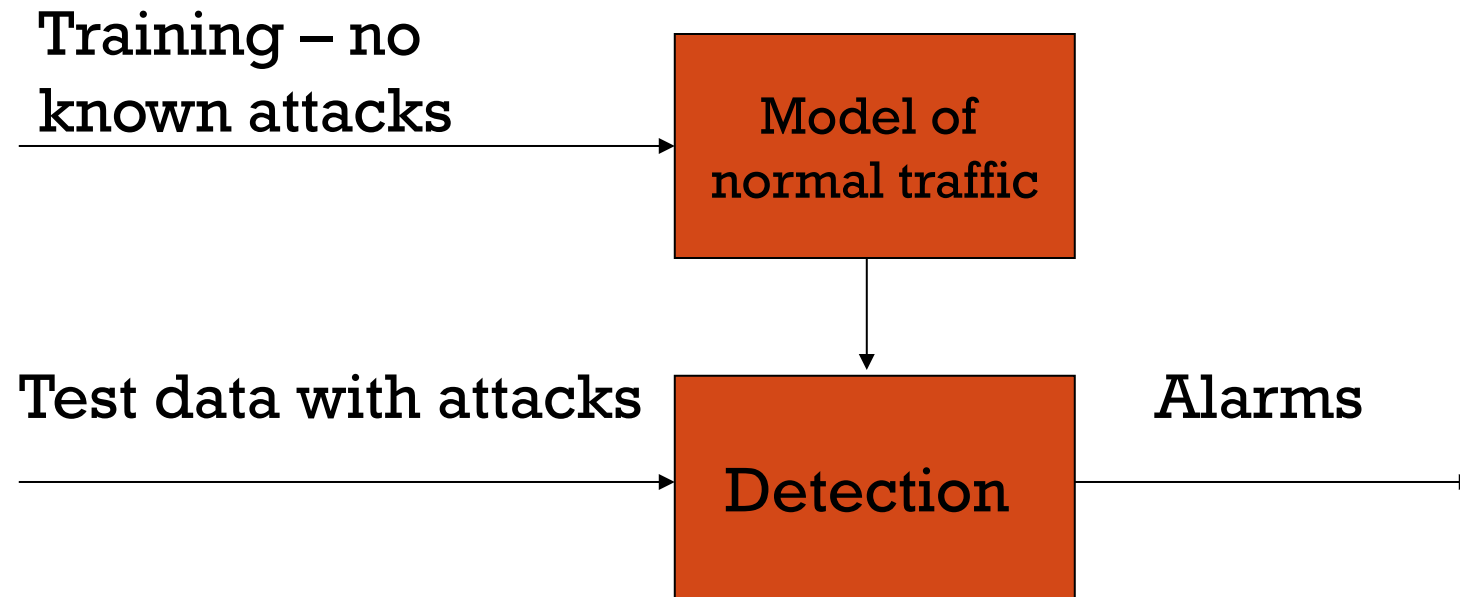 Training – no
known attacks
Model of
normal traffic
Test data with attacks
Alarms
Detection